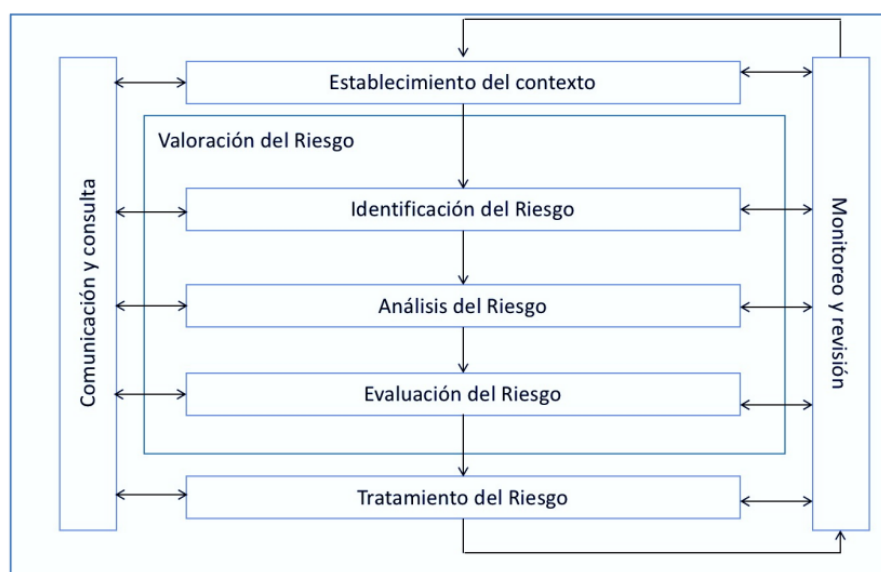 Establecimiento del contexto
Valoración del Riesgo
Identificación del Riesgo
Análisis del Riesgo
Evaluación del Riesgo
Tratamiento del Riesgo
Comunicación y consulta
Monitoreo y revisión